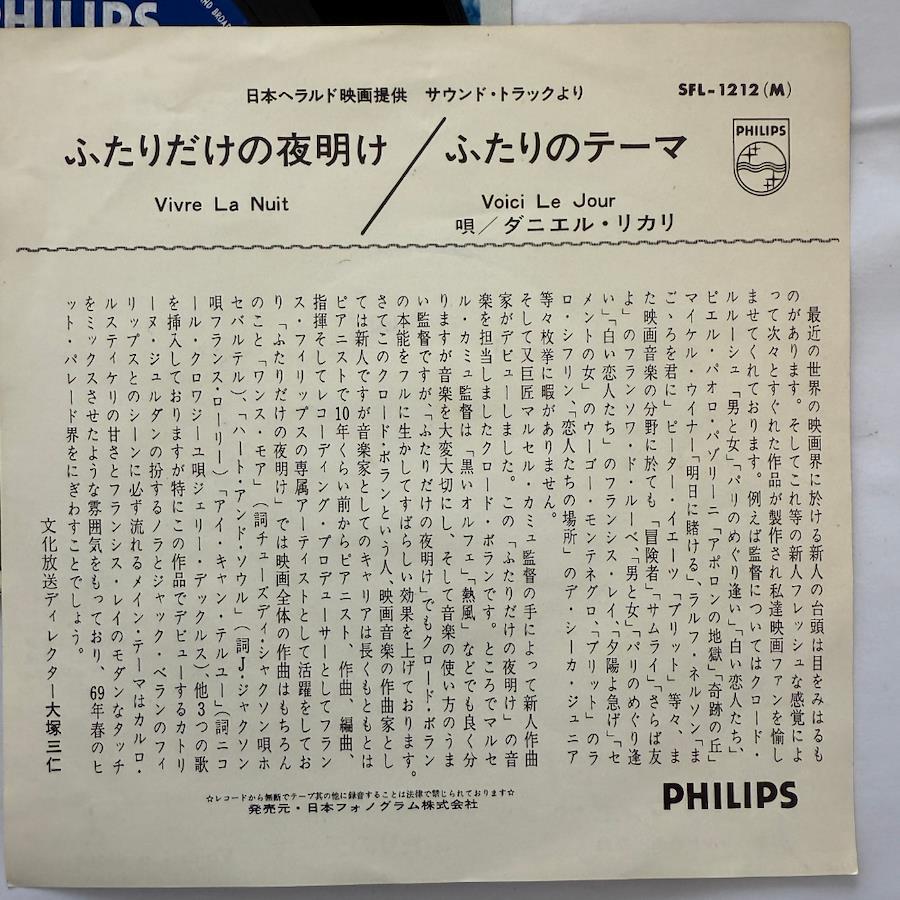 PHILIPS
日本ヘラルド映画提供 サウンド・トラックより
SFL-1212(M)
ふたりだけの夜明け／ふたりのテーマ
PHILIPS
Vivre La Nuit
Voici Le Jour
唄／ダニエル・リカリ
最近の世界の映画界に於ける新人の台頭は目をみはるも
のがあります。そしてこれ等の新人フレッシュな感覚によ
って次々とすぐれた作品が製作され私達映画ファンを愉し
ませてくれております。例えば監督についてはクロード・
ルルーシュ「男と女」「パリのめぐり逢い」「白い恋人たち」、
ピエル・パオロ・パゾリーニ「アポロンの地獄」「奇跡の丘」
マイケル・ウイナー「明日に賭ける」、ラルフ・ネルソン「ま
ごゝろを君に」ピーター・イエーツ「ブリット」等々、ま
た映画音楽の分野に於ても「冒険者」「サムライ」「さらば友
よ」のフランソワ・ド・ルーベ、「男と女」「パリのめぐり逢
い」「白い恋人たち」のフランシス・レイ、「夕陽よ急げ」「セ
メントの女」のウーゴー・モンテネグロ、「ブリット」のラ
ロ・シフリン、「恋人たちの場所」のデ・シーカ・ジュニア
等々枚挙に暇がありません。
そして又巨匠マルセル・カミュ監督の手によって新人作曲
家がデビューしました。この「ふたりだけの夜明け」の音
楽を担当しましたクロード・ボランです。ところでマルセ
ル・カミュ監督は「黒いオルフェ」「熱風」などでも良く分
りますが音楽を大変大切にし、そして音楽の使い方のうま
い監督ですが、「ふたりだけの夜明け」でもクロード・ボラン
の本能をフルに生かしてすばらしい効果を上げております。
さてこのクロード・ボランという人、映画音楽の作曲家とし
ては新人ですが音楽家としてのキャリアは長くもともとは
ピアニストで10年くらい前からピアニスト、作曲、編曲、
指揮そしてレコーディング・プロデューサーとしてフラン
ス・フィリップスの専属アーティストとして活躍をしてお
り「ふたりだけの夜明け」では映画全体の作曲はもちろん
のこと「ワンス・モア」（詞チューズディ・ジャクソン唄ホ
セバルテル）、「ハート・アンド・ソウル」（詞J・ジャクソン
唄フランス・ローリー）「アイ・キャン・テルユー」（詞ニコ
ール・クロワジーユ唄ジェリー・デックルス）、他3つの歌
を挿入しておりますが特にこの作品でデビューするカトリ
ーヌ・ジュルダンの扮するノラとジャック・ペランのフィ
リップスとのシーンに必ず流れるメイン・テーマはカルロ・
ルスティケリの甘さとフランシス・レイのモダンなタッチ
をミックスさせたような雰囲気をもっており、69年春のヒ
ット・パレード界をにぎわすことでしょう。
文化放送ディレクター大塚三仁
☆レコードから無断でテープ其の他に録音することは法律で禁じられております☆
発売元・日本フォノグラム株式会社
PHILIPS